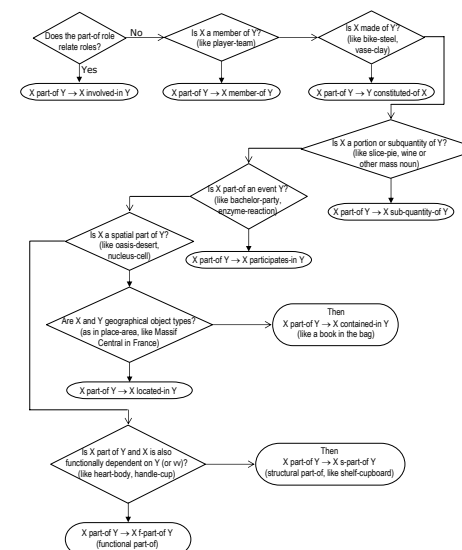 Does the part-of role
relate roles?
No
Yes
X part-of Y → X involved-in Y
Is X a member of Y?
(like player-team)
X part-of Y → X member-of Y
Is X made of Y?
(like bike-steel,
vase-clay)
X part-of Y → Y constituted-of X
Is X a portion or subquantity of Y?
(like slice-pie, wine or
other mass noun)
X part-of Y → X sub-quantity-of Y
Is X part-of an event Y?
(like bachelor-party,
enzyme-reaction)
X part-of Y → X participates-in Y
Is X a spatial part of Y?
(like oasis-desert,
nucleus-cell)
Are X and Y geographical object types?
(as in place-area, like Massif
Central in France)
Then
X part-of Y → X contained-in Y
(like a book in the bag)
X part-of Y → X located-in Y
Is X part of Y and X is also
functionally dependent on Y (or vv)?
(like heart-body, handle-cup)
Then
X part-of Y → X s-part-of Y
(structural part-of, like shelf-cupboard)
X part-of Y → X f-part-of Y
(functional part-of)